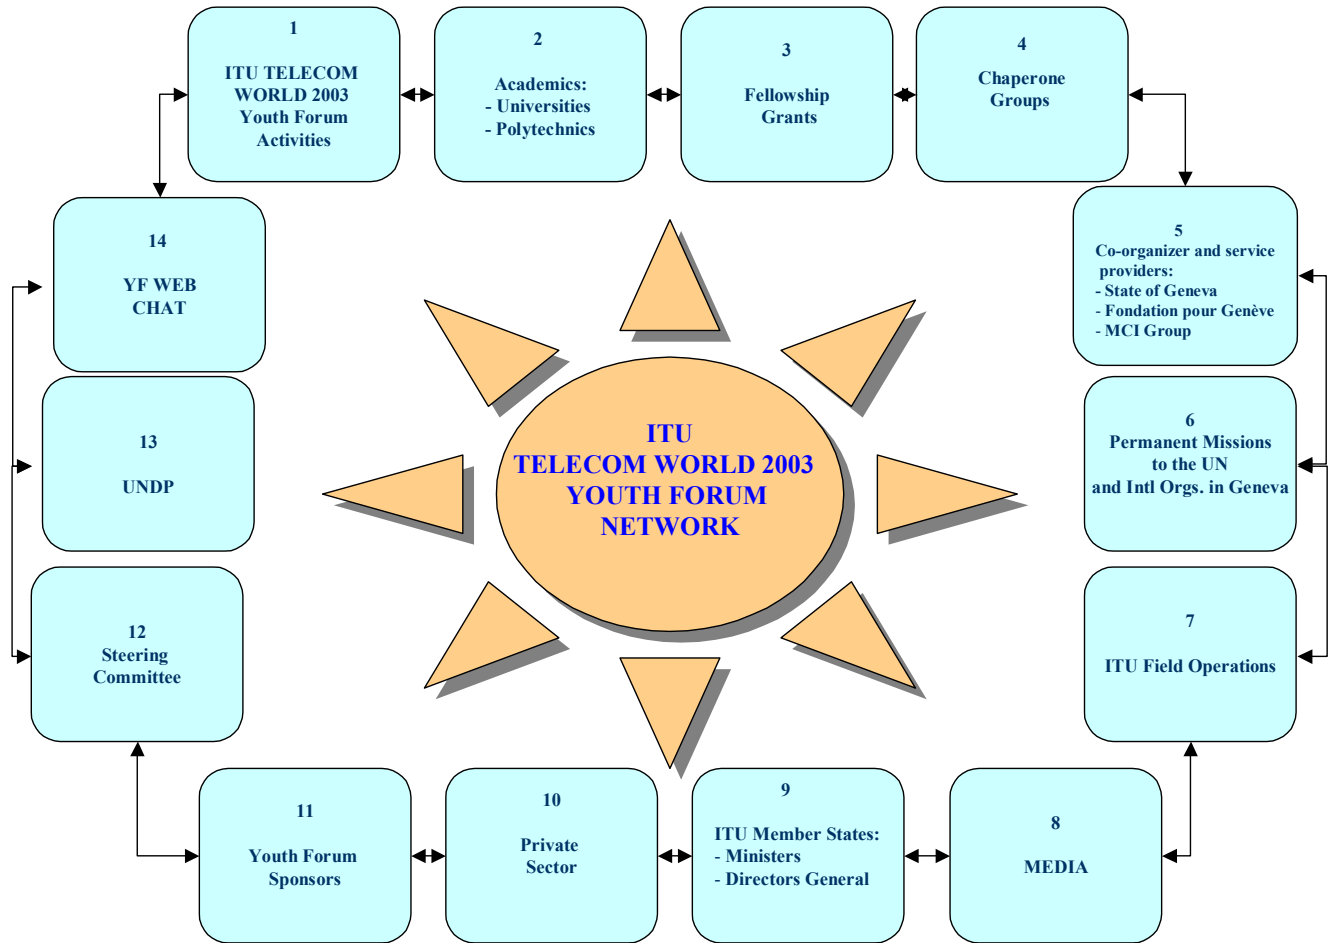 1
ITU TELECOM
WORLD 2003
Youth Forum
Activities
2
Academics:
- Universities
- Polytechnics
3
Fellowship
Grants
4
Chaperone
Groups
5
Co-organizer and service
providers:
- State of Geneva
- Fondation pour Genève
- MCI Group
6
Permanent Missions
to the UN
and Intl Orgs. in Geneva
7
ITU Field Operations
8
MEDIA
9
ITU Member States:
- Ministers
- Directors General
10
Private
Sector
11
Youth Forum
Sponsors
12
Steering
Committee
13
UNDP
14
YF WEB
CHAT
ITU
TELECOM WORLD 2003
YOUTH FORUM
NETWORK